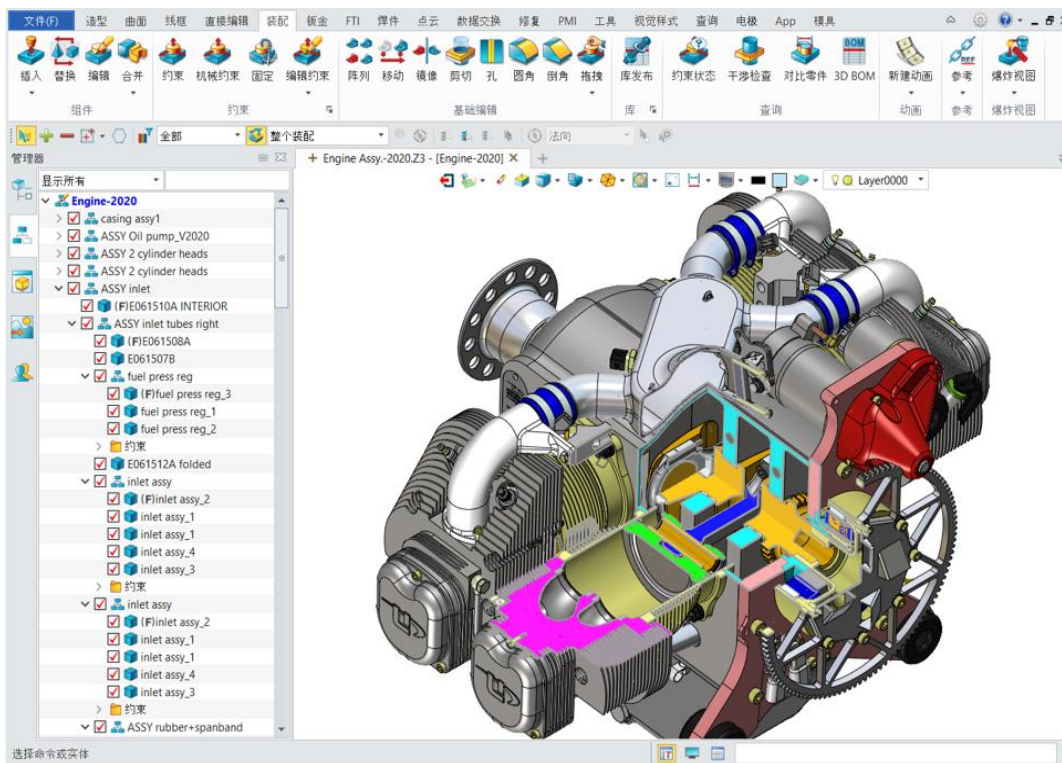 文件(F) 造型 曲面 线框 直接编辑 装配 钣金 FTI 焊件 点云 数据交换 修复 PMI 工具 视觉样式 查询 电极 App 模具
插入 替换 编辑 合并 约束 机械约束 固定 编辑约束 阵列 移动 镜像 剪切 孔 圆角 倒角 拖拽 库发布 约束状态 干涉检查 对比零件 3D BOM 新建动画 参考 爆炸视图
组件 约束 基础编辑 库 查询 动画 参考 爆炸视图
全部 整个装配 法向
管理器 Engine Assy.-2020.Z3 - [Engine-2020]
显示所有 Layer0000
Engine-2020
casing assy1
ASSY Oil pump_V2020
ASSY 2 cylinder heads
ASSY 2 cylinder heads
ASSY inlet
(F)E061510A INTERIOR
ASSY inlet tubes right
(F)E061508A
E061507B
fuel press reg
(F)fuel press reg_3
fuel press reg_1
fuel press reg_2
约束
E061512A folded
inlet assy
(F)inlet assy_2
inlet assy_1
inlet assy_1
inlet assy_4
inlet assy_3
约束
inlet assy
(F)inlet assy_2
inlet assy_1
inlet assy_1
inlet assy_4
inlet assy_3
约束
ASSY rubber+spanband
选择命令或实体